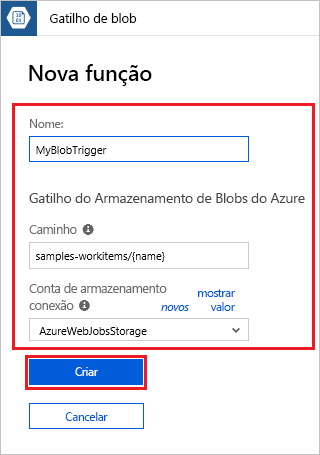 Gatilho de blob
Nova função
Nome:
MyBlobTrigger
Gatilho do Armazenamento de Blobs do Azure
Caminho
samples-workitems/{name}
Conta de armazenamento mostrar
conexão novos valor
AzureWebJobsStorage
Criar
Cancelar